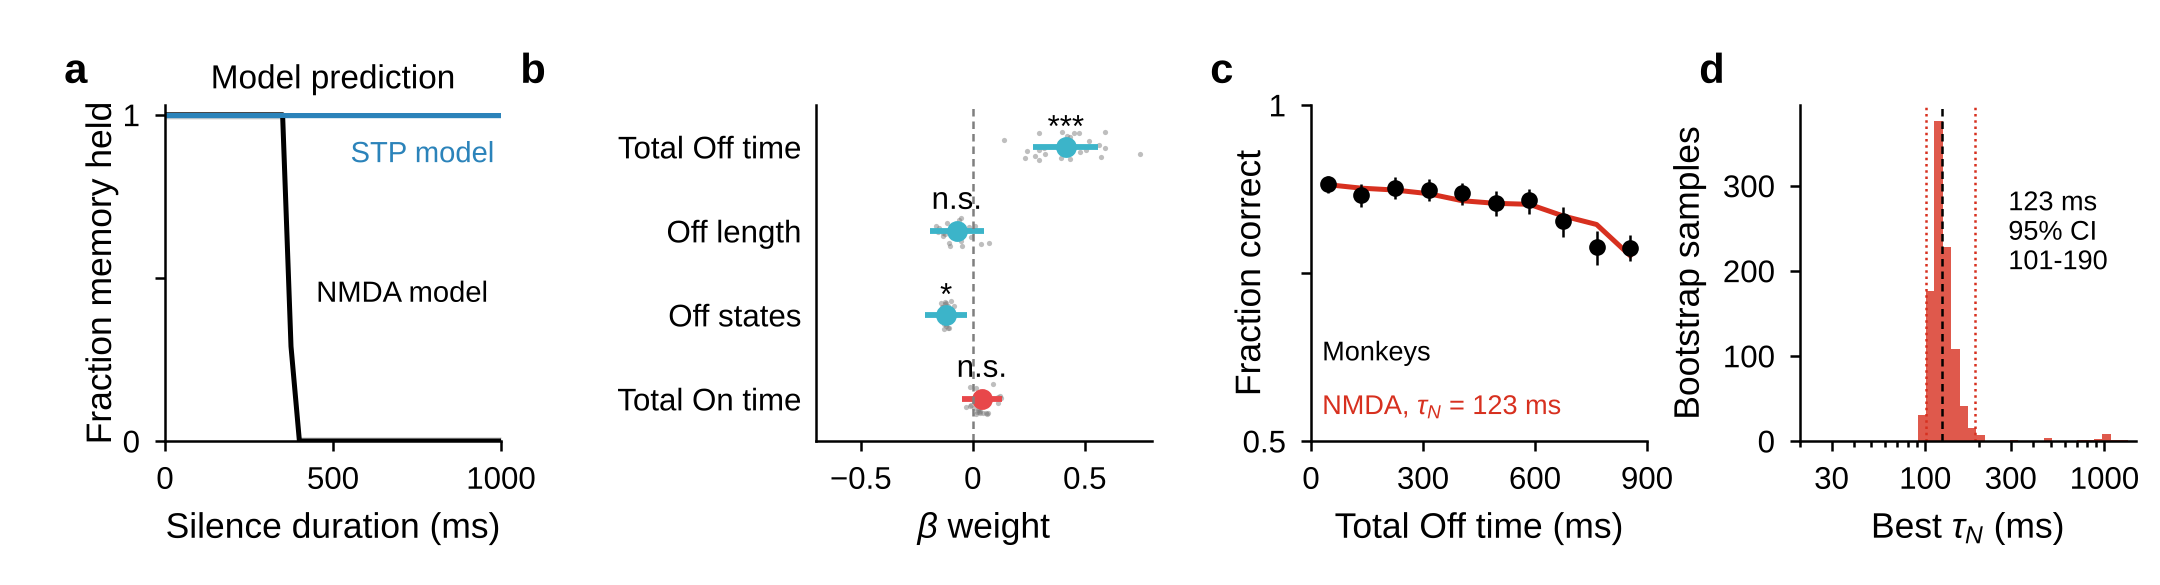 a
Model prediction
Fraction memory held
1
0
STP model
NMDA model
0 500 1000
Silence duration (ms)
b
Total Off time
Off length
Off states
Total On time
***
n.s.
*
n.s.
−0.5 0 0.5
β weight
c
Fraction correct
1
0.5
Monkeys
NMDA, τN = 123 ms
0 300 600 900
Total Off time (ms)
d
Bootstrap samples
300
200
100
0
123 ms
95% CI
101-190
30 100 300 1000
Best τN (ms)